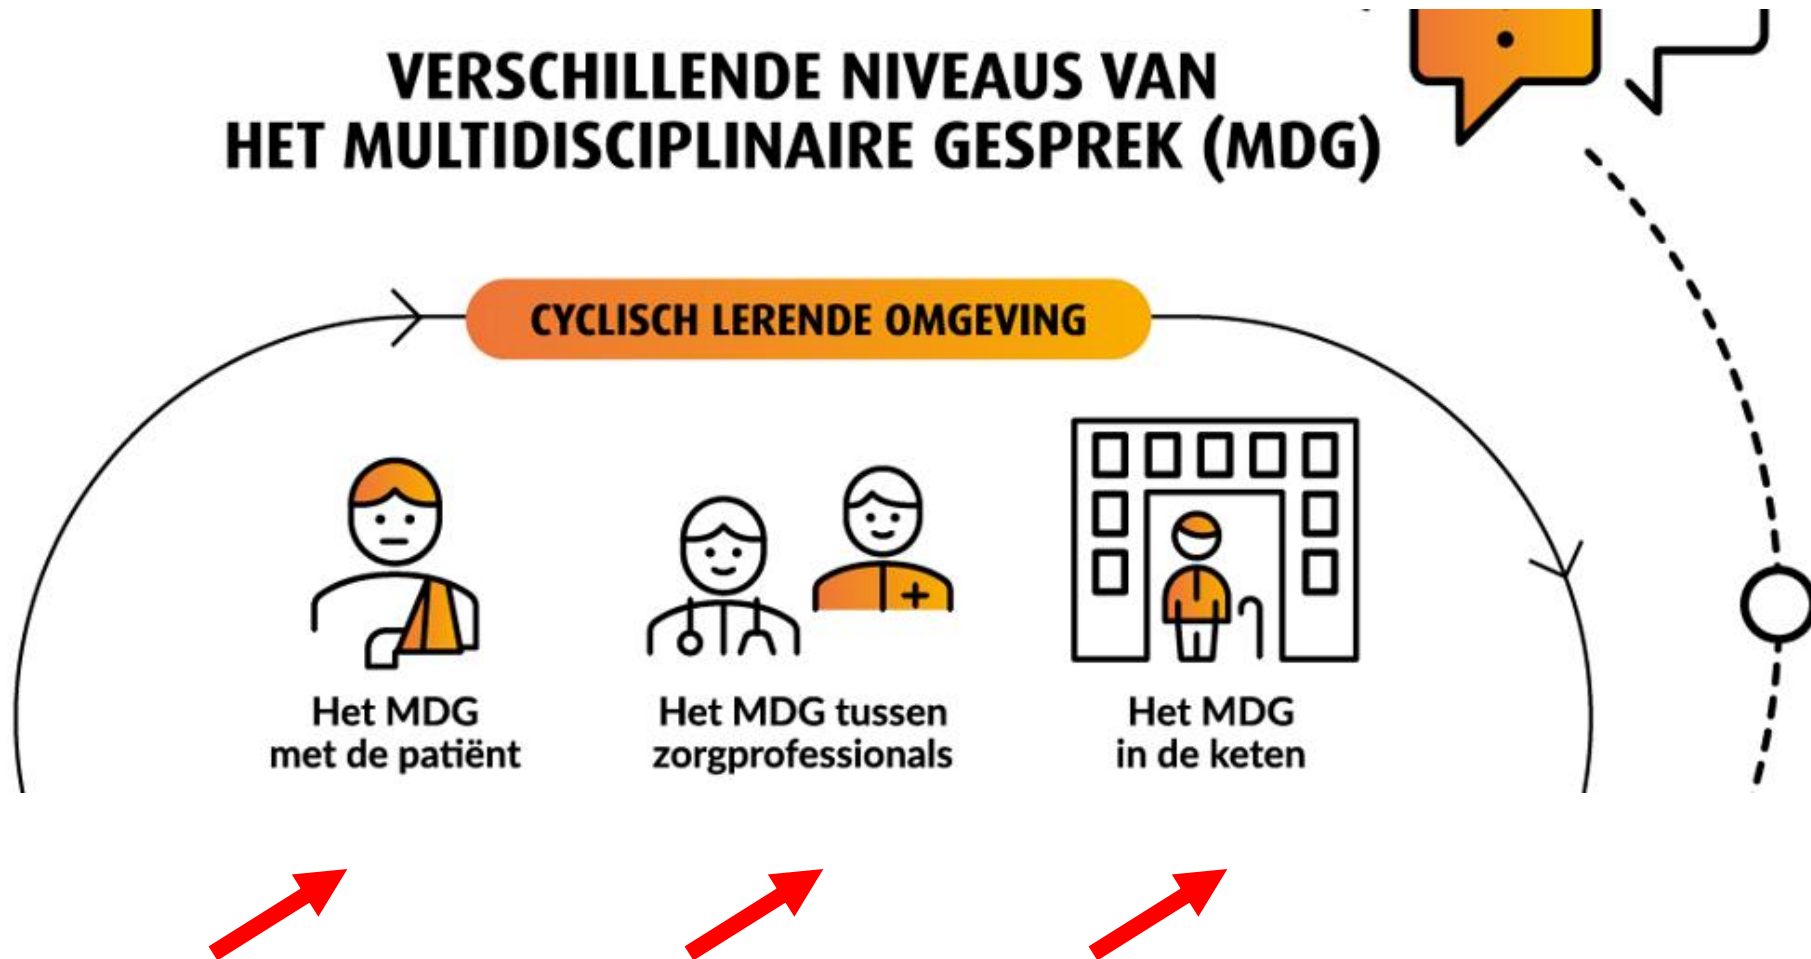 VERSCHILLENDE NIVEAUS VAN
HET MULTIDISCIPLINAIRE GESPREK (MDG)
CYCLISCH LERENDE OMGEVING
Het MDG
met de patiënt
Het MDG tussen
zorgprofessionals
Het MDG
in de keten